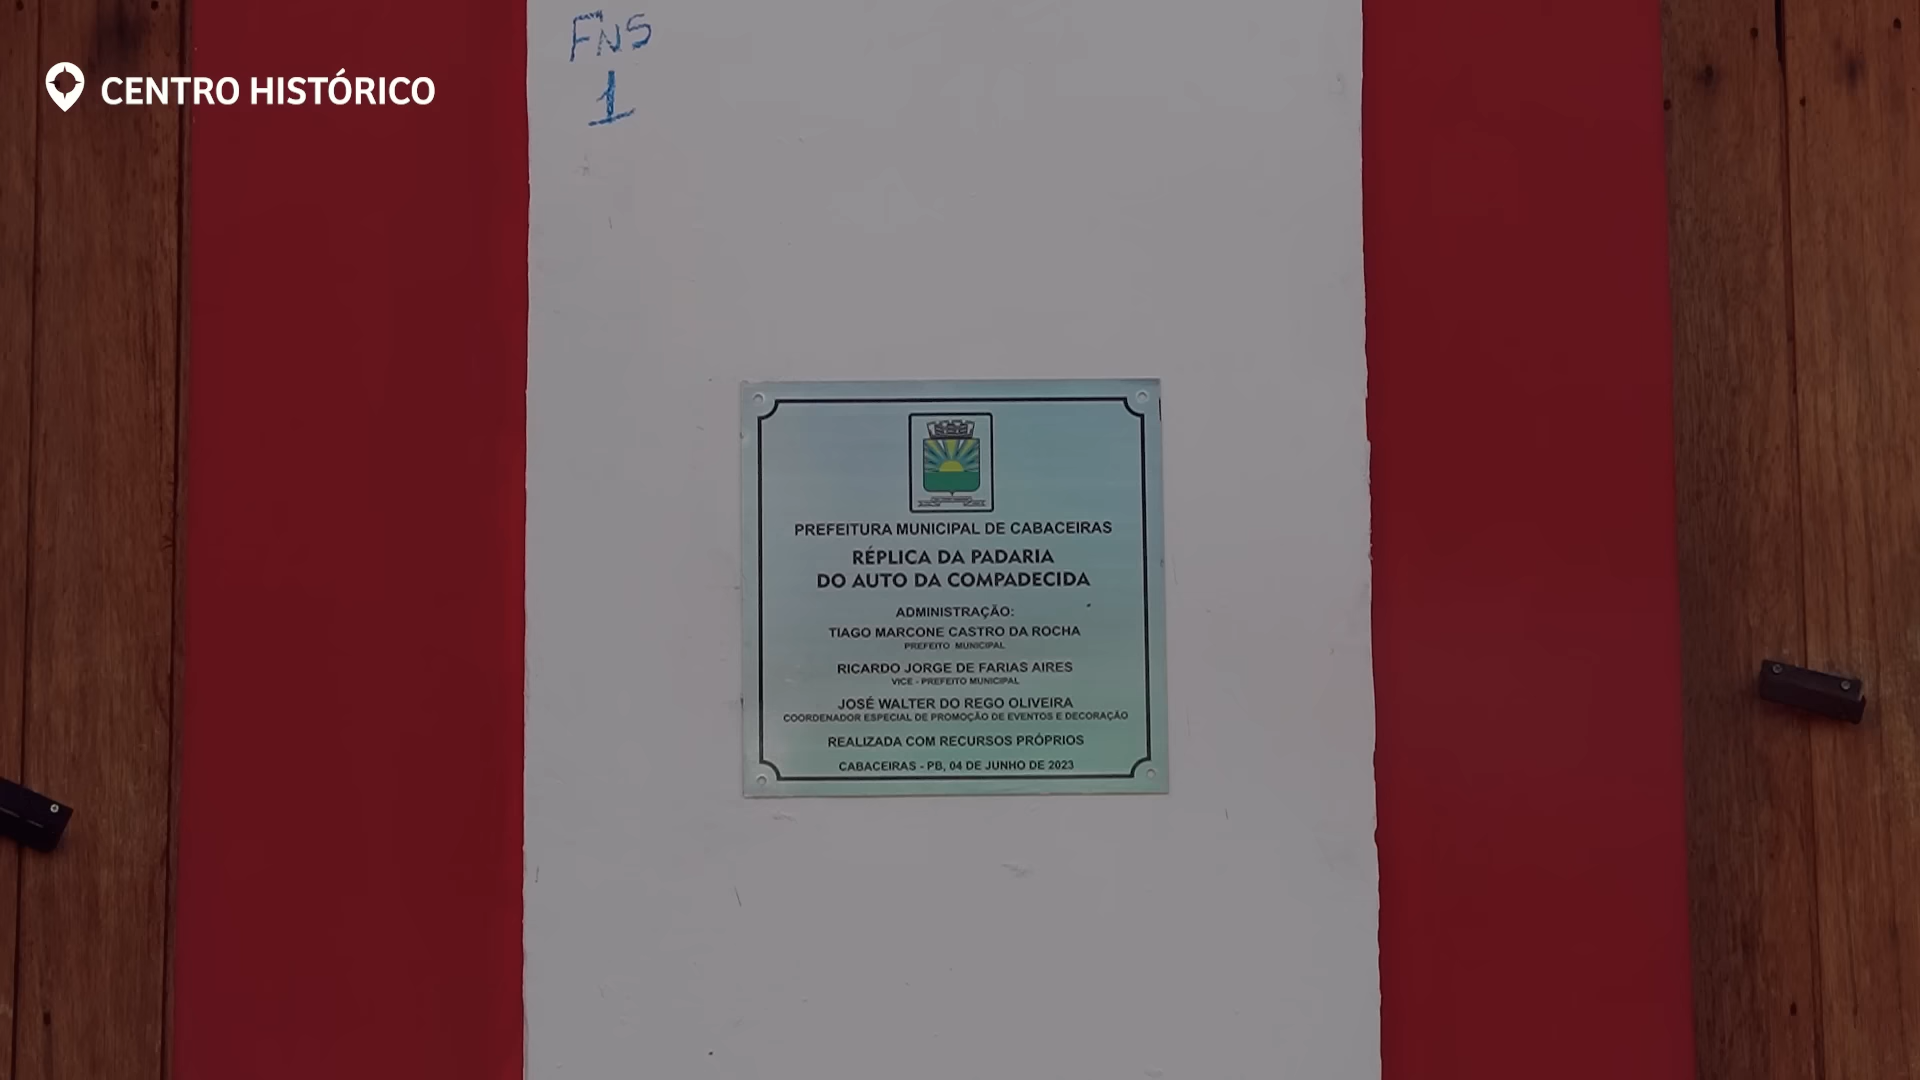 FNS
1
CENTRO HISTÓRICO
PREFEITURA MUNICIPAL DE CABACEIRAS
RÉPLICA DA PADARIA
DO AUTO DA COMPADECIDA
ADMINISTRAÇÃO:
TIAGO MARCONE CASTRO DA ROCHA
PREFEITO MUNICIPAL
RICARDO JORGE DE FARIAS AIRES
VICE - PREFEITO MUNICIPAL
JOSÉ WALTER DO REGO OLIVEIRA
COORDENADOR ESPECIAL DE PROMOÇÃO DE EVENTOS E DECORAÇÃO
REALIZADA COM RECURSOS PRÓPRIOS
CABACEIRAS - PB, 04 DE JUNHO DE 2023